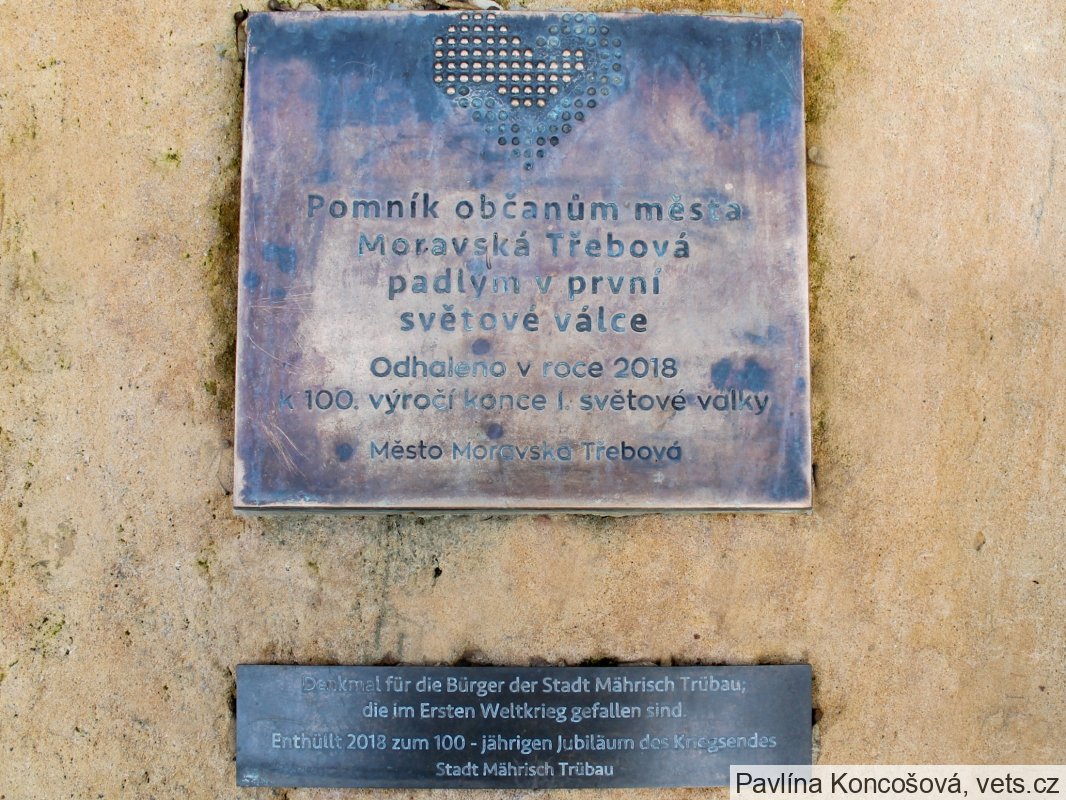 Pomník občanům města
Moravská Třebová
padlým v první
světové válce
Odhaleno v roce 2018
k 100. výročí konce I. světové války
Město Moravská Třebová
Denkmal für die Bürger der Stadt Mährisch Trübau;
die im Ersten Weltkrieg gefallen sind.
Enthüllt 2018 zum 100 - jährigen Jubiläum des Kriegsendes
Stadt Mährisch Trübau
Pavlína Koncošová, vets.cz